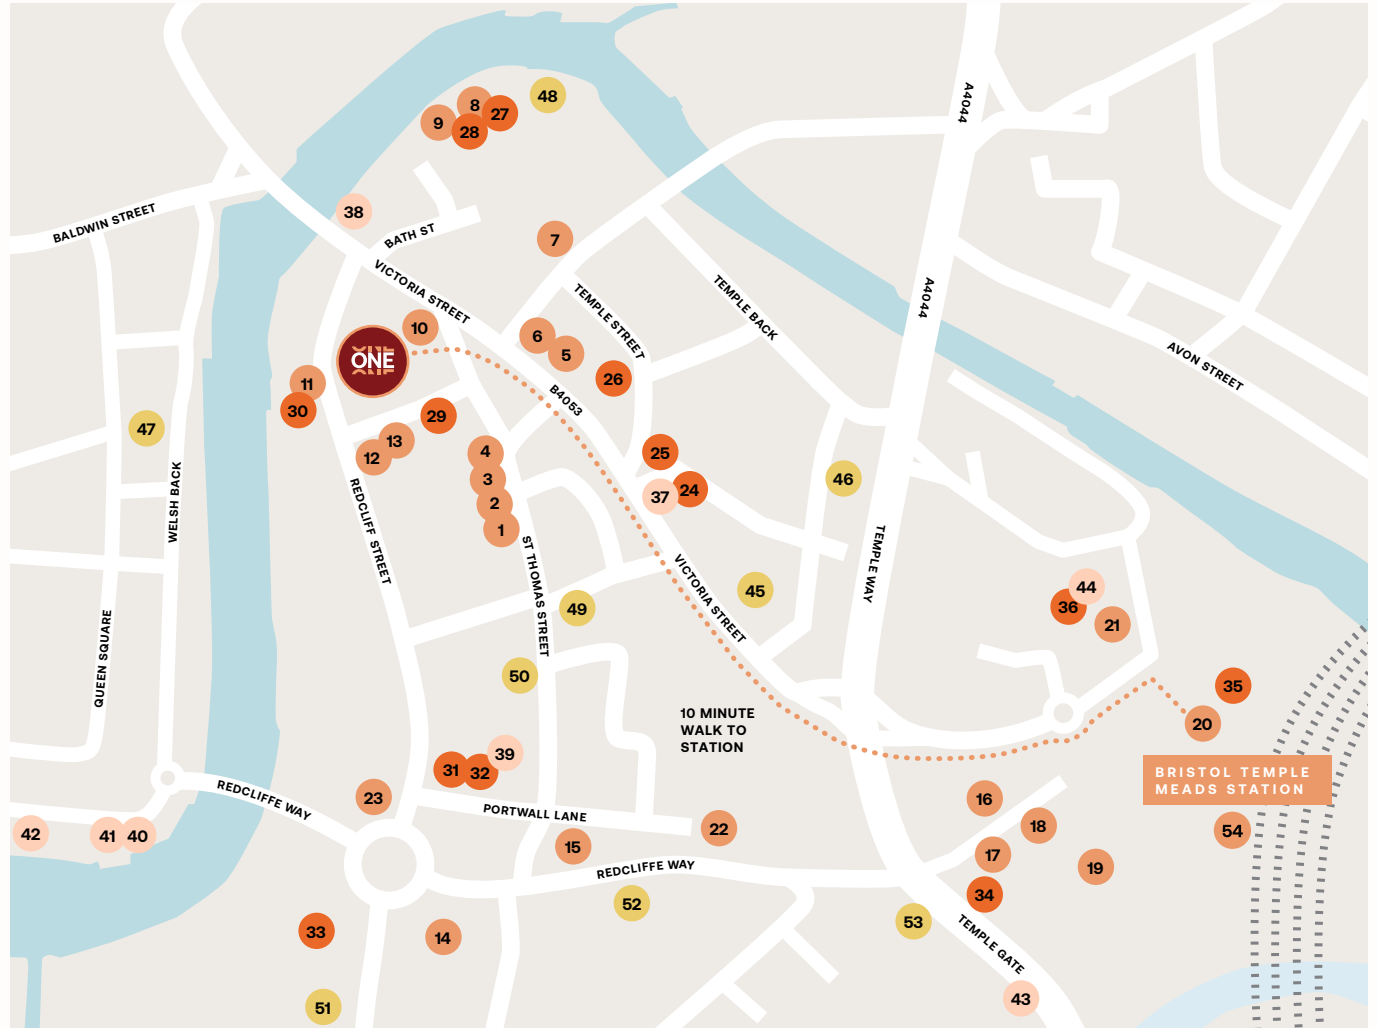 48
8
27
9
28
A4044
38
BALDWIN STREET
BATH ST
7
VICTORIA STREET
TEMPLE STREET
TEMPLE BACK
A4044
10
6
5
ONE
AVON STREET
26
11
30
B4053
29
47
13
12
4
25
3
46
24
37
2
1
WELSH BACK
REDCLIFF STREET
ST THOMAS STREET
TEMPLE WAY
VICTORIA STREET
45
44
36
49
21
QUEEN SQUARE
50
35
10 MINUTE
WALK TO
STATION
20
39
31
32
BRISTOL TEMPLE
MEADS STATION
REDCLIFFE WAY
23
PORTWALL LANE
16
42
41
40
22
18
54
15
17
REDCLIFFE WAY
19
34
52
53
33
14
TEMPLE GATE
43
51